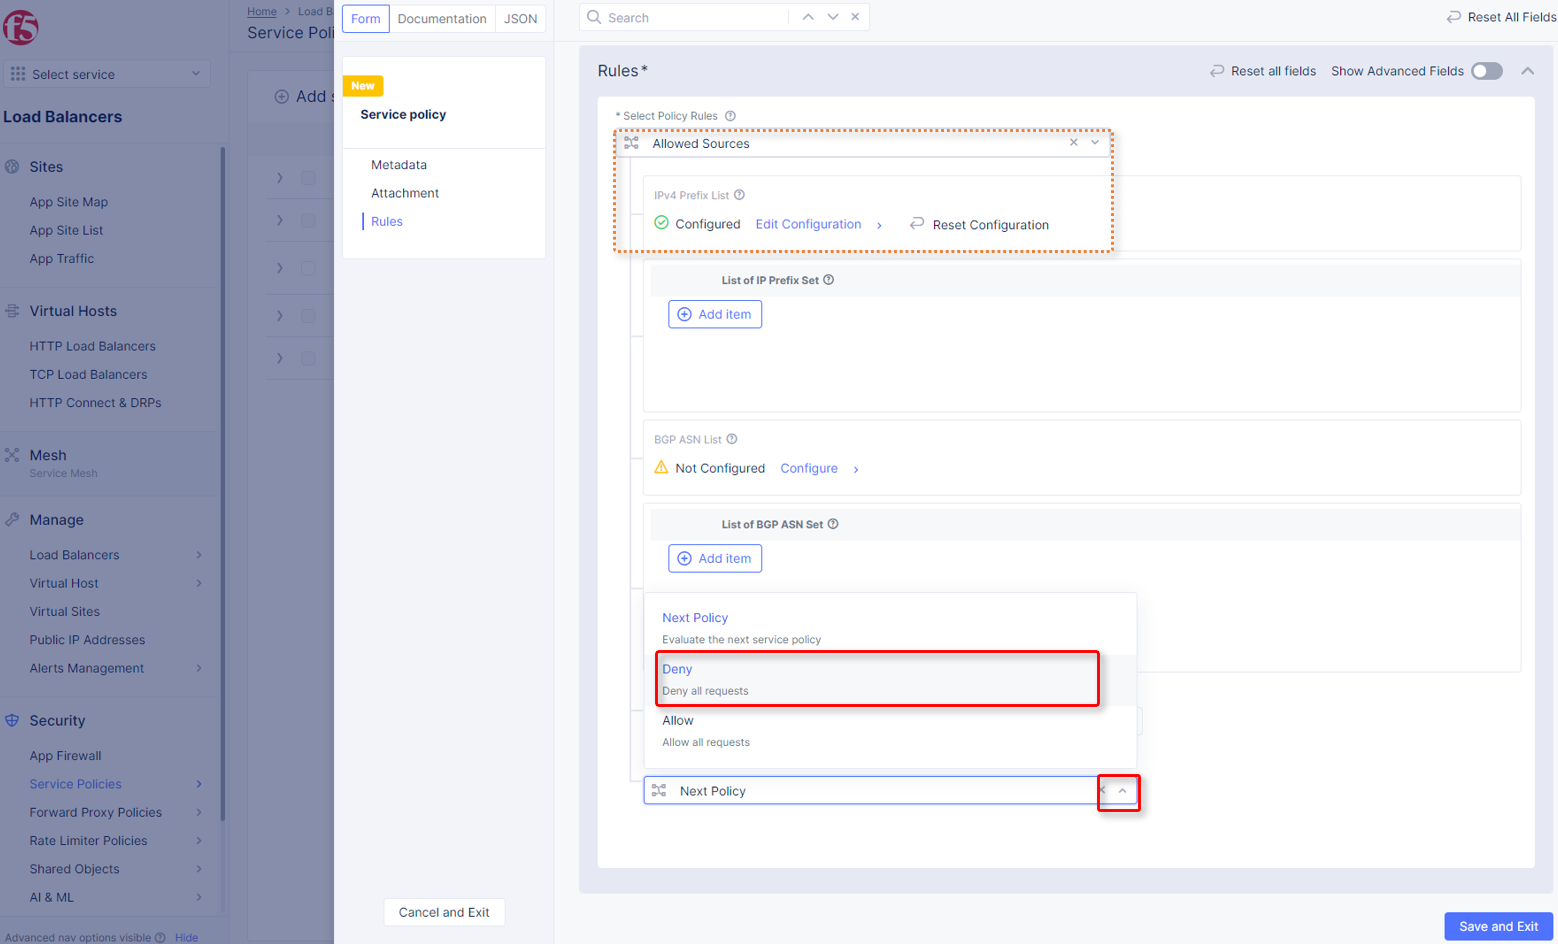 f5
Select service
Load Balancers
Sites
App Site Map
App Site List
App Traffic
Virtual Hosts
HTTP Load Balancers
TCP Load Balancers
HTTP Connect & DRPs
Mesh
Service Mesh
Manage
Load Balancers
Virtual Host
Virtual Sites
Public IP Addresses
Alerts Management
Security
App Firewall
Service Policies
Forward Proxy Policies
Rate Limiter Policies
Shared Objects
AI & ML
Advanced nav options visible Hide
Home > Load B
Service Poli
Add s
Form Documentation JSON
New
Service policy
Metadata
Attachment
Rules
Cancel and Exit
Search
Reset All Fields
Rules*
Reset all fields Show Advanced Fields
* Select Policy Rules
Allowed Sources
IPv4 Prefix List
Configured Edit Configuration > Reset Configuration
List of IP Prefix Set
Add item
BGP ASN List
Not Configured Configure >
List of BGP ASN Set
Add item
Next Policy
Evaluate the next service policy
Deny
Deny all requests
Allow
Allow all requests
Next Policy
Save and Exit